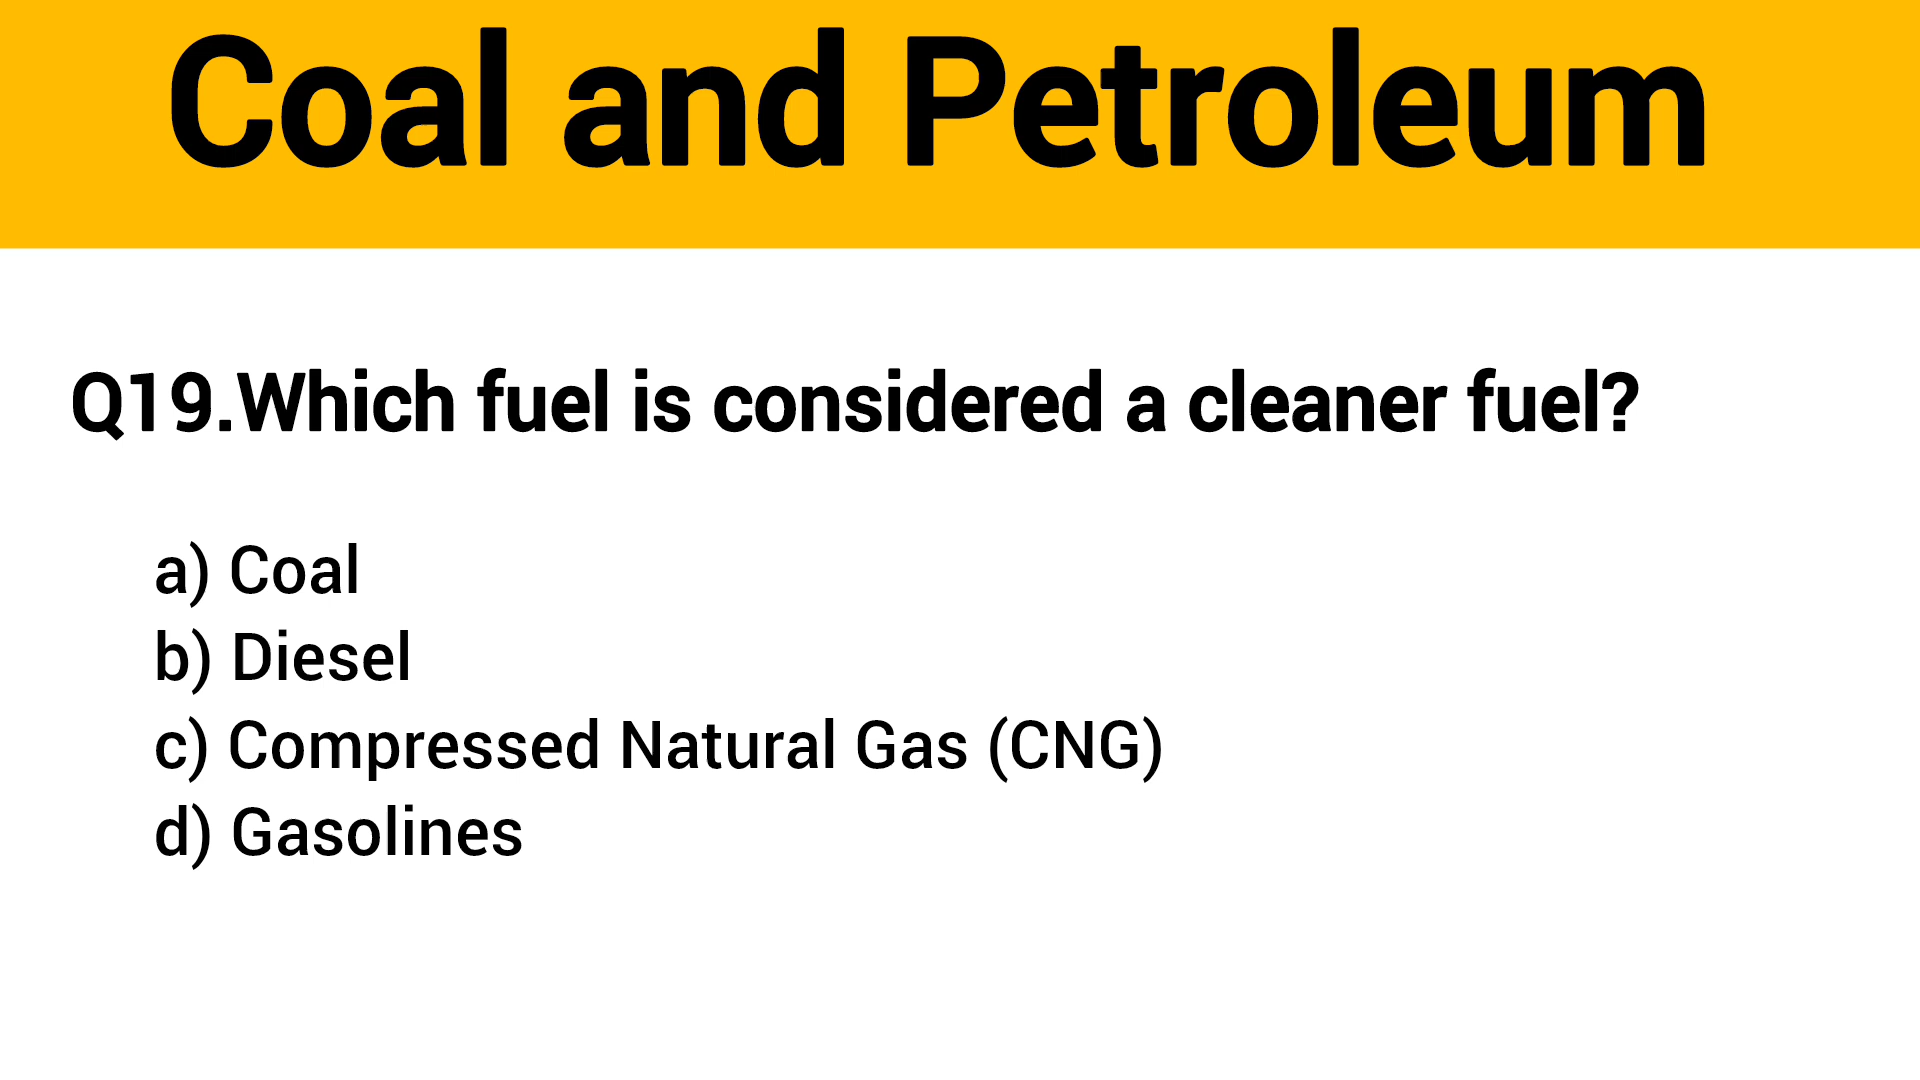 Coal and Petroleum
Q19.Which fuel is considered a cleaner fuel?
a) Coal
b) Diesel
c) Compressed Natural Gas (CNG)
d) Gasolines